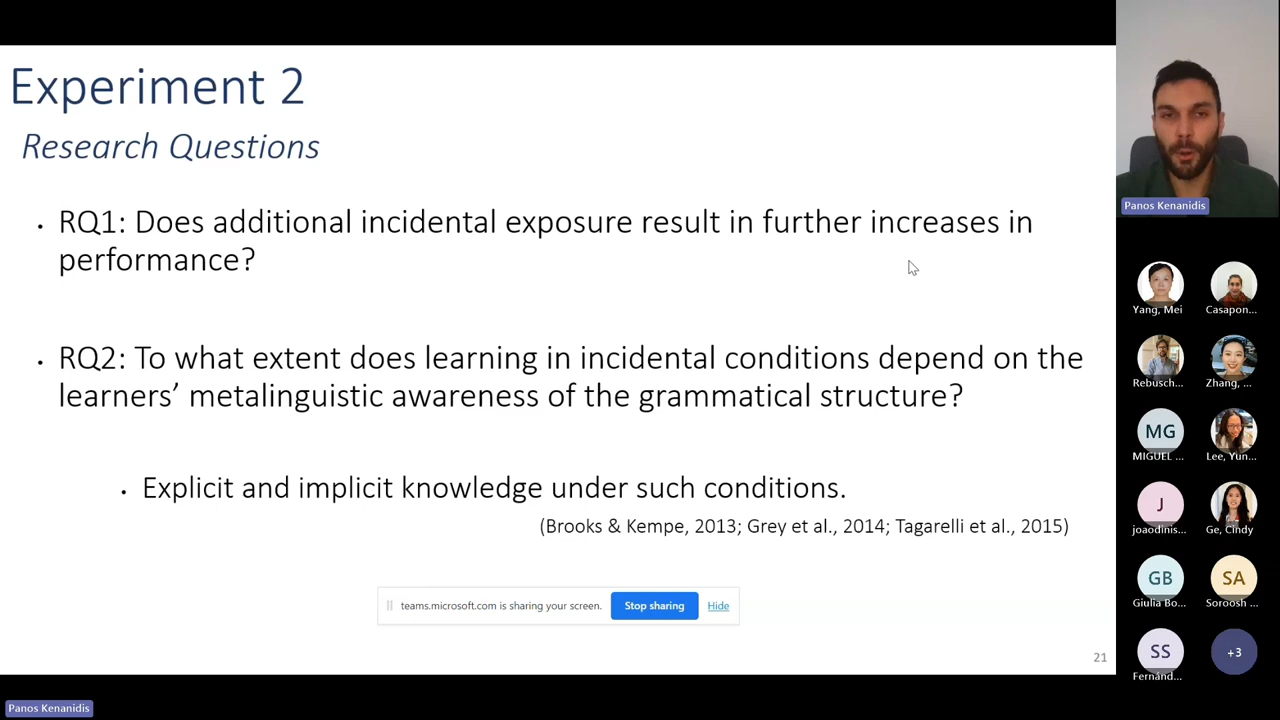 Experiment 2
Research Questions
• RQ1: Does additional incidental exposure result in further increases in
performance?
• RQ2: To what extent does learning in incidental conditions depend on the
learners’ metalinguistic awareness of the grammatical structure?
• Explicit and implicit knowledge under such conditions.
(Brooks & Kempe, 2013; Grey et al., 2014; Tagarelli et al., 2015)
teams.microsoft.com is sharing your screen. Stop sharing Hide
21
Panos Kenanidis
Yang, Mei
Casapon...
Rebusch...
Zhang, ...
MG
MIGUEL ...
Lee, Yun...
J
joaodinis...
Ge, Cindy
GB
Giulia Bo...
SA
Soroosh ...
SS
Fernánd...
+3
Panos Kenanidis